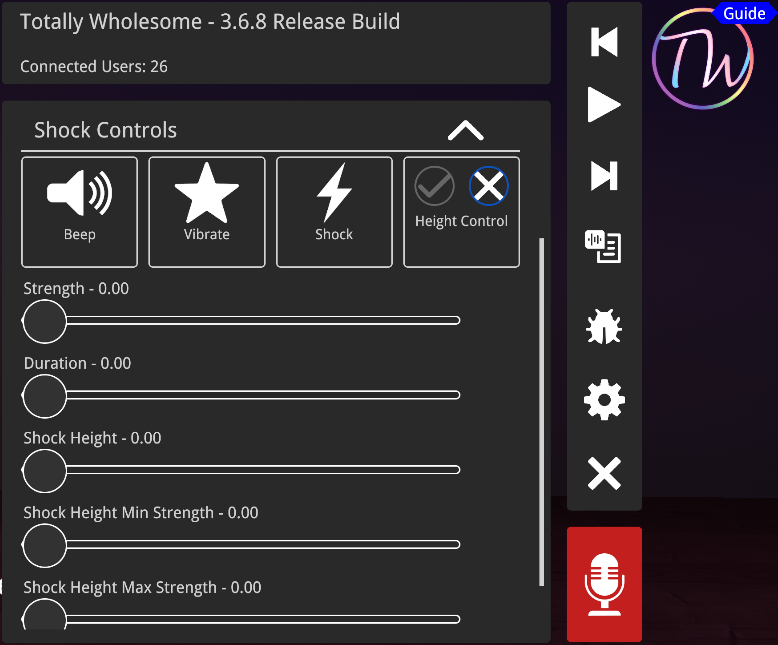 Totally Wholesome - 3.6.8 Release Build
Guide
TW
Connected Users: 26
Shock Controls
Beep
Vibrate
Shock
Height Control
Strength - 0.00
Duration - 0.00
Shock Height - 0.00
Shock Height Min Strength - 0.00
Shock Height Max Strength - 0.00